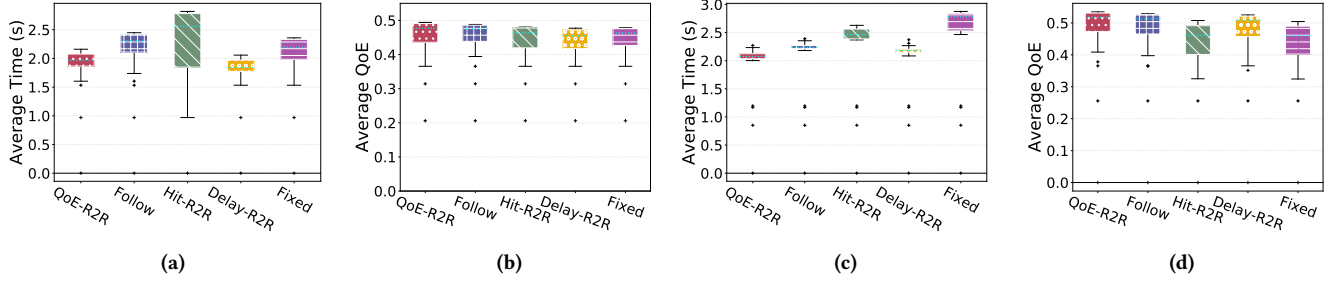 Average Time (s)
2.5
2.0
1.5
1.0
0.5
0.0
QoE-R2R
Follow
Hit-R2R
Delay-R2R
Fixed
(a)
Average QoE
0.5
0.4
0.3
0.2
0.1
0.0
QoE-R2R
Follow
Hit-R2R
Delay-R2R
Fixed
(b)
Average Time (s)
3.0
2.5
2.0
1.5
1.0
0.5
0.0
QoE-R2R
Follow
Hit-R2R
Delay-R2R
Fixed
(c)
Average QoE
0.5
0.4
0.3
0.2
0.1
0.0
QoE-R2R
Follow
Hit-R2R
Delay-R2R
Fixed
(d)